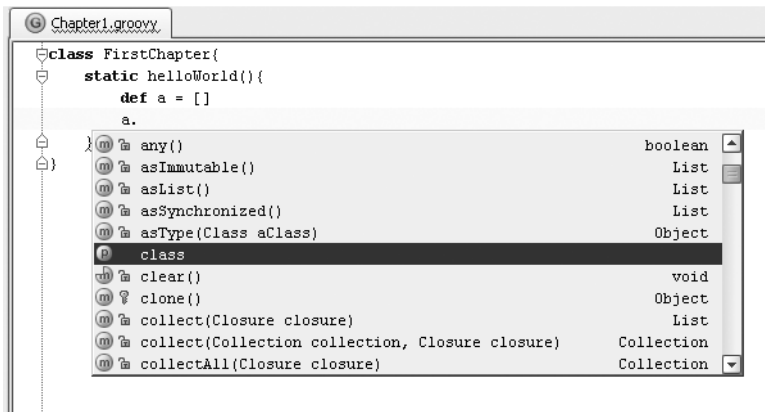 Chapter1.groovy
class FirstChapter{
static helloWorld(){
def a = []
a.
}
any() boolean
asImmutable() List
}
asList() List
asSynchronized() List
asType(Class aClass) Object
class
clear() void
clone() Object
collect(Closure closure) List
collect(Collection collection, Closure closure) Collection
collectAll(Closure closure) Collection